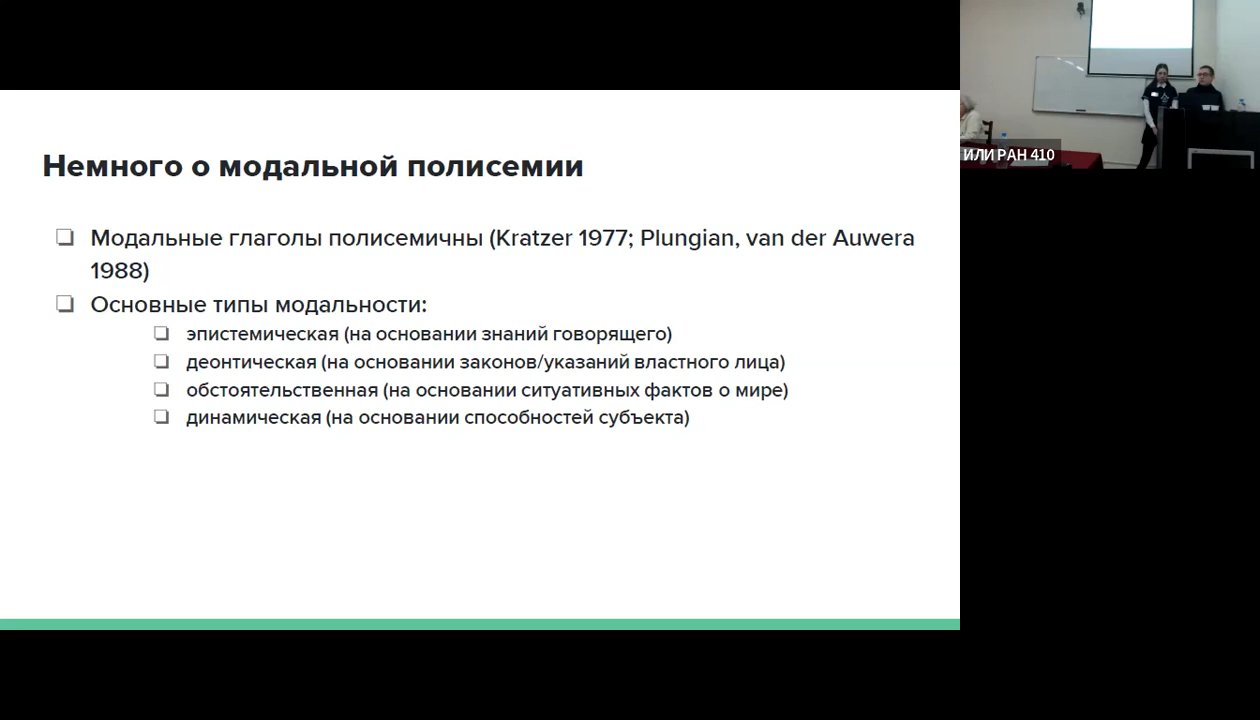 Немного о модальной полисемии
❏ Модальные глаголы полисемичны (Kratzer 1977; Plungian, van der Auwera
1988)
❏ Основные типы модальности:
❏ эпистемическая (на основании знаний говорящего)
❏ деонтическая (на основании законов/указаний властного лица)
❏ обстоятельственная (на основании ситуативных фактов о мире)
❏ динамическая (на основании способностей субъекта)
ИЛИ РАН 410